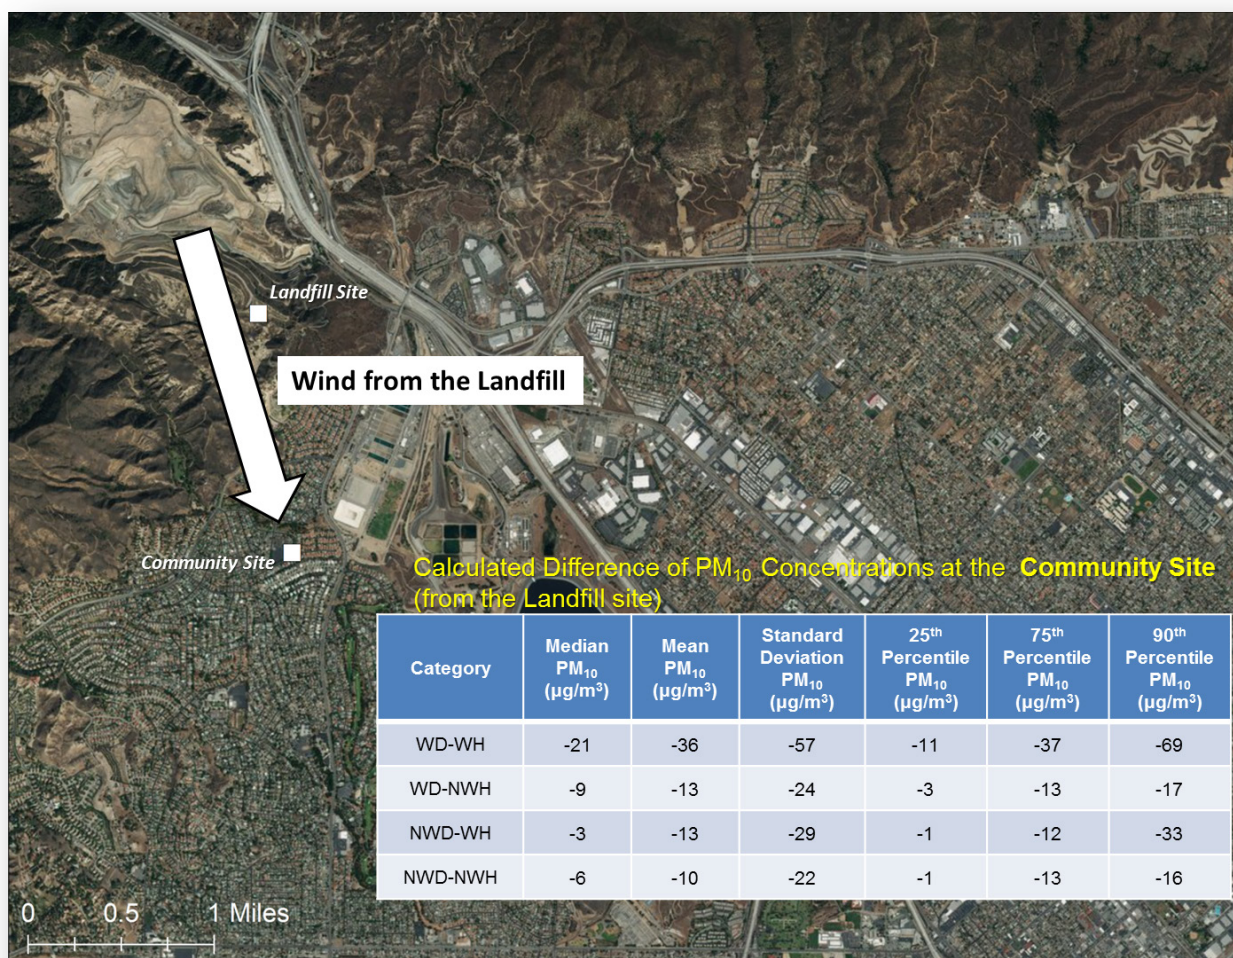 Landfill Site
Wind from the Landfill
Community Site
Calculated Difference of PM₁₀ Concentrations at the Community Site
(from the Landfill site)
Category
Median
PM₁₀
(µg/m³)
Mean
PM₁₀
(µg/m³)
Standard
Deviation
PM₁₀
(µg/m³)
25th
Percentile
PM₁₀
(µg/m³)
75th
Percentile
PM₁₀
(µg/m³)
90th
Percentile
PM₁₀
(µg/m³)
WD-WH -21 -36 -57 -11 -37 -69
WD-NWH -9 -13 -24 -3 -13 -17
NWD-WH -3 -13 -29 -1 -12 -33
NWD-NWH -6 -10 -22 -1 -13 -16
0 0.5 1 Miles